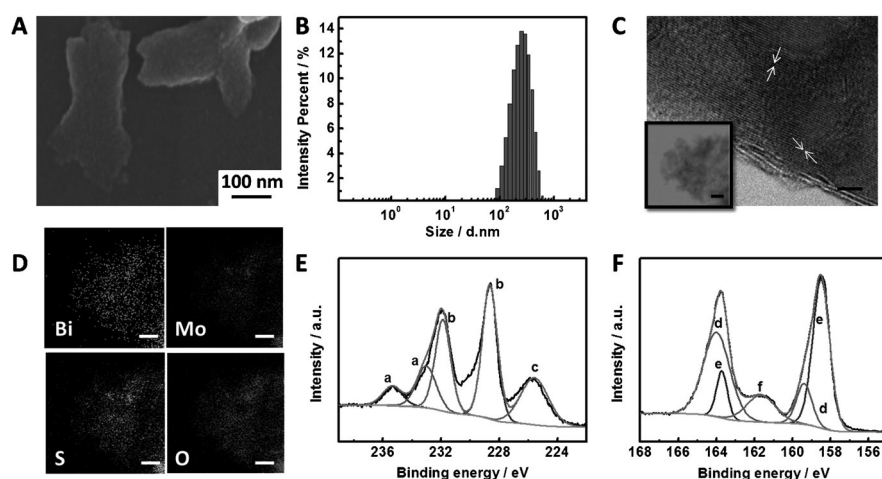 A
100 nm
B
Intensity Percent / %
14
12
10
8
6
4
2
10⁰ 10¹ 10² 10³
Size / d.nm
C
D
Bi
Mo
S
O
E
Intensity / a.u.
a a b b c
236 232 228 224
Binding energy / eV
F
Intensity / a.u.
d e f e d
168 166 164 162 160 158 156
Binding energy / eV